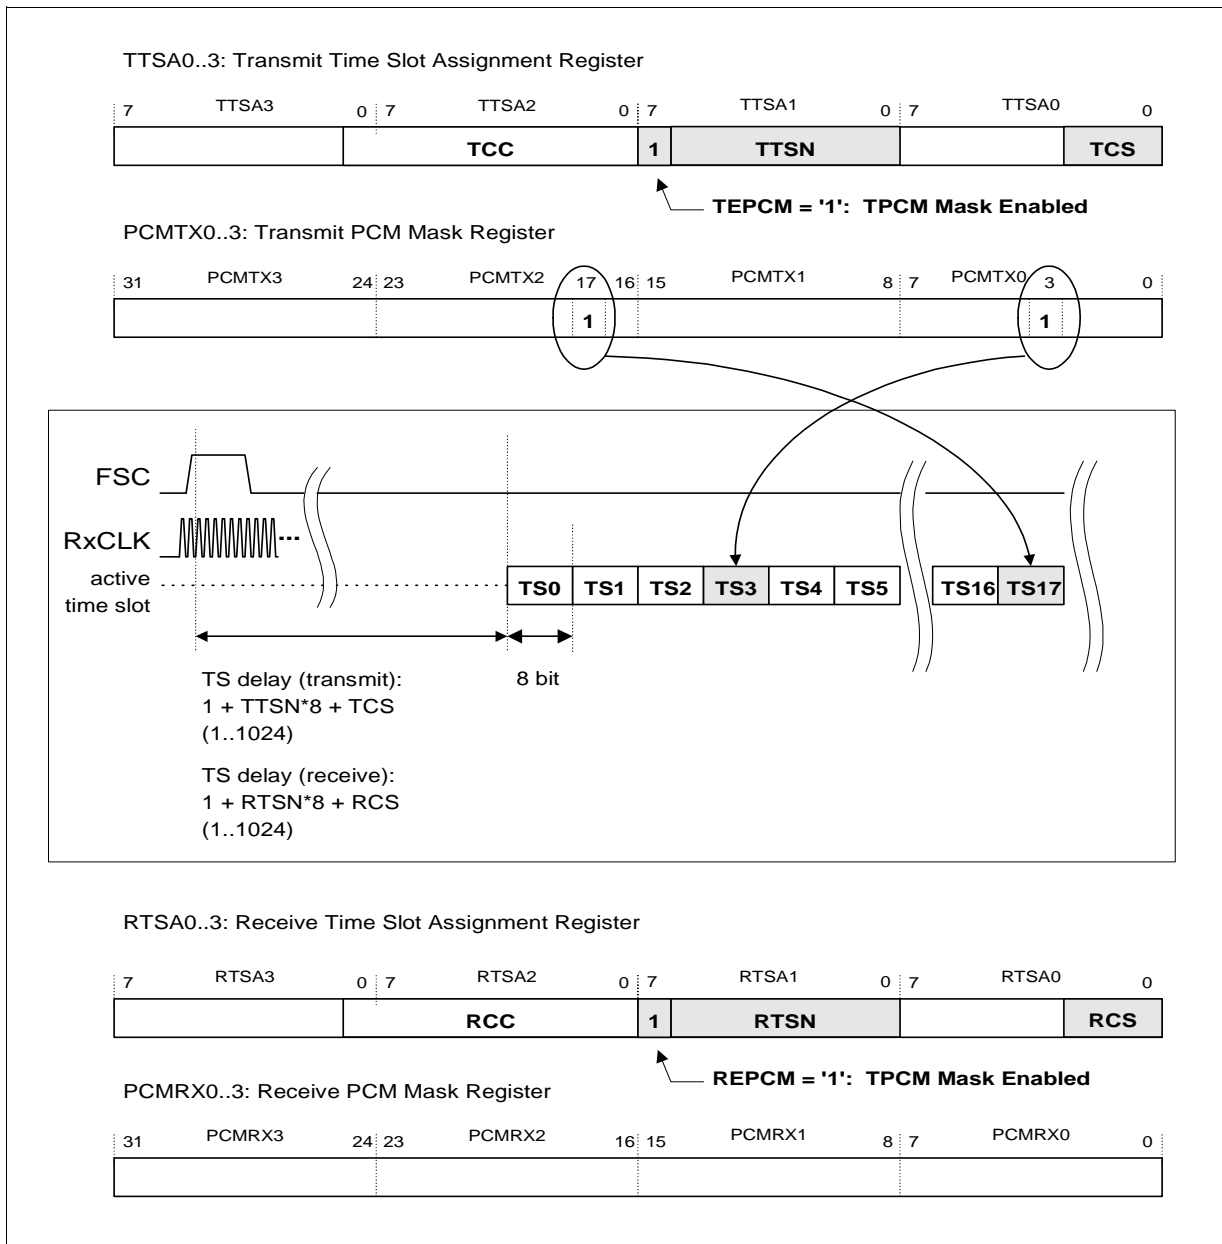 TTSA0..3: Transmit Time Slot Assignment Register
7 TTSA3 0 7 TTSA2 0 7 TTSA1 0 7 TTSA0 0
TCC 1 TTSN TCS
TEPCM = '1': TPCM Mask Enabled
PCMTX0..3: Transmit PCM Mask Register
31 PCMTX3 24 23 PCMTX2 17 16 15 PCMTX1 8 7 PCMTX0 3 0
1 1
FSC
RxCLK
active
time slot
TS0 TS1 TS2 TS3 TS4 TS5 TS16 TS17
TS delay (transmit):
1 + TTSN*8 + TCS
(1..1024)
8 bit
TS delay (receive):
1 + RTSN*8 + RCS
(1..1024)
RTSA0..3: Receive Time Slot Assignment Register
7 RTSA3 0 7 RTSA2 0 7 RTSA1 0 7 RTSA0 0
RCC 1 RTSN RCS
REPCM = '1': TPCM Mask Enabled
PCMRX0..3: Receive PCM Mask Register
31 PCMRX3 24 23 PCMRX2 16 15 PCMRX1 8 7 PCMRX0 0